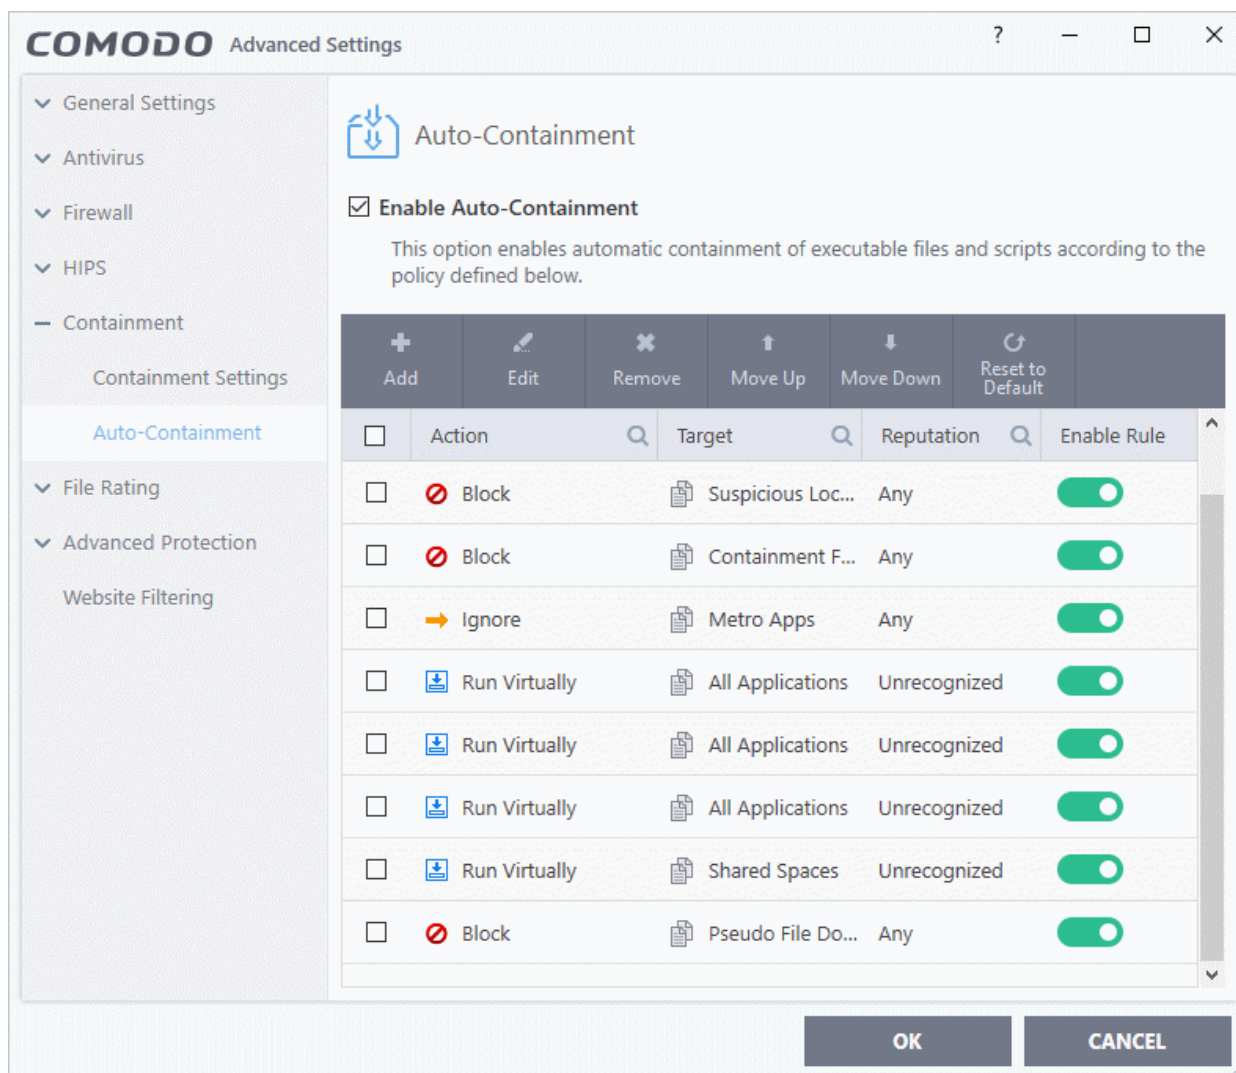 COMODO Advanced Settings ?
General Settings
Antivirus
Firewall
HIPS
Containment
Containment Settings
Auto-Containment
File Rating
Advanced Protection
Website Filtering
Auto-Containment
Enable Auto-Containment
This option enables automatic containment of executable files and scripts according to the
policy defined below.
Add Edit Remove Move Up Move Down Reset to
Default
Action Target Reputation Enable Rule
Block Suspicious Loc... Any
Block Containment F... Any
Ignore Metro Apps Any
Run Virtually All Applications Unrecognized
Run Virtually All Applications Unrecognized
Run Virtually All Applications Unrecognized
Run Virtually Shared Spaces Unrecognized
Block Pseudo File Do... Any
OK CANCEL